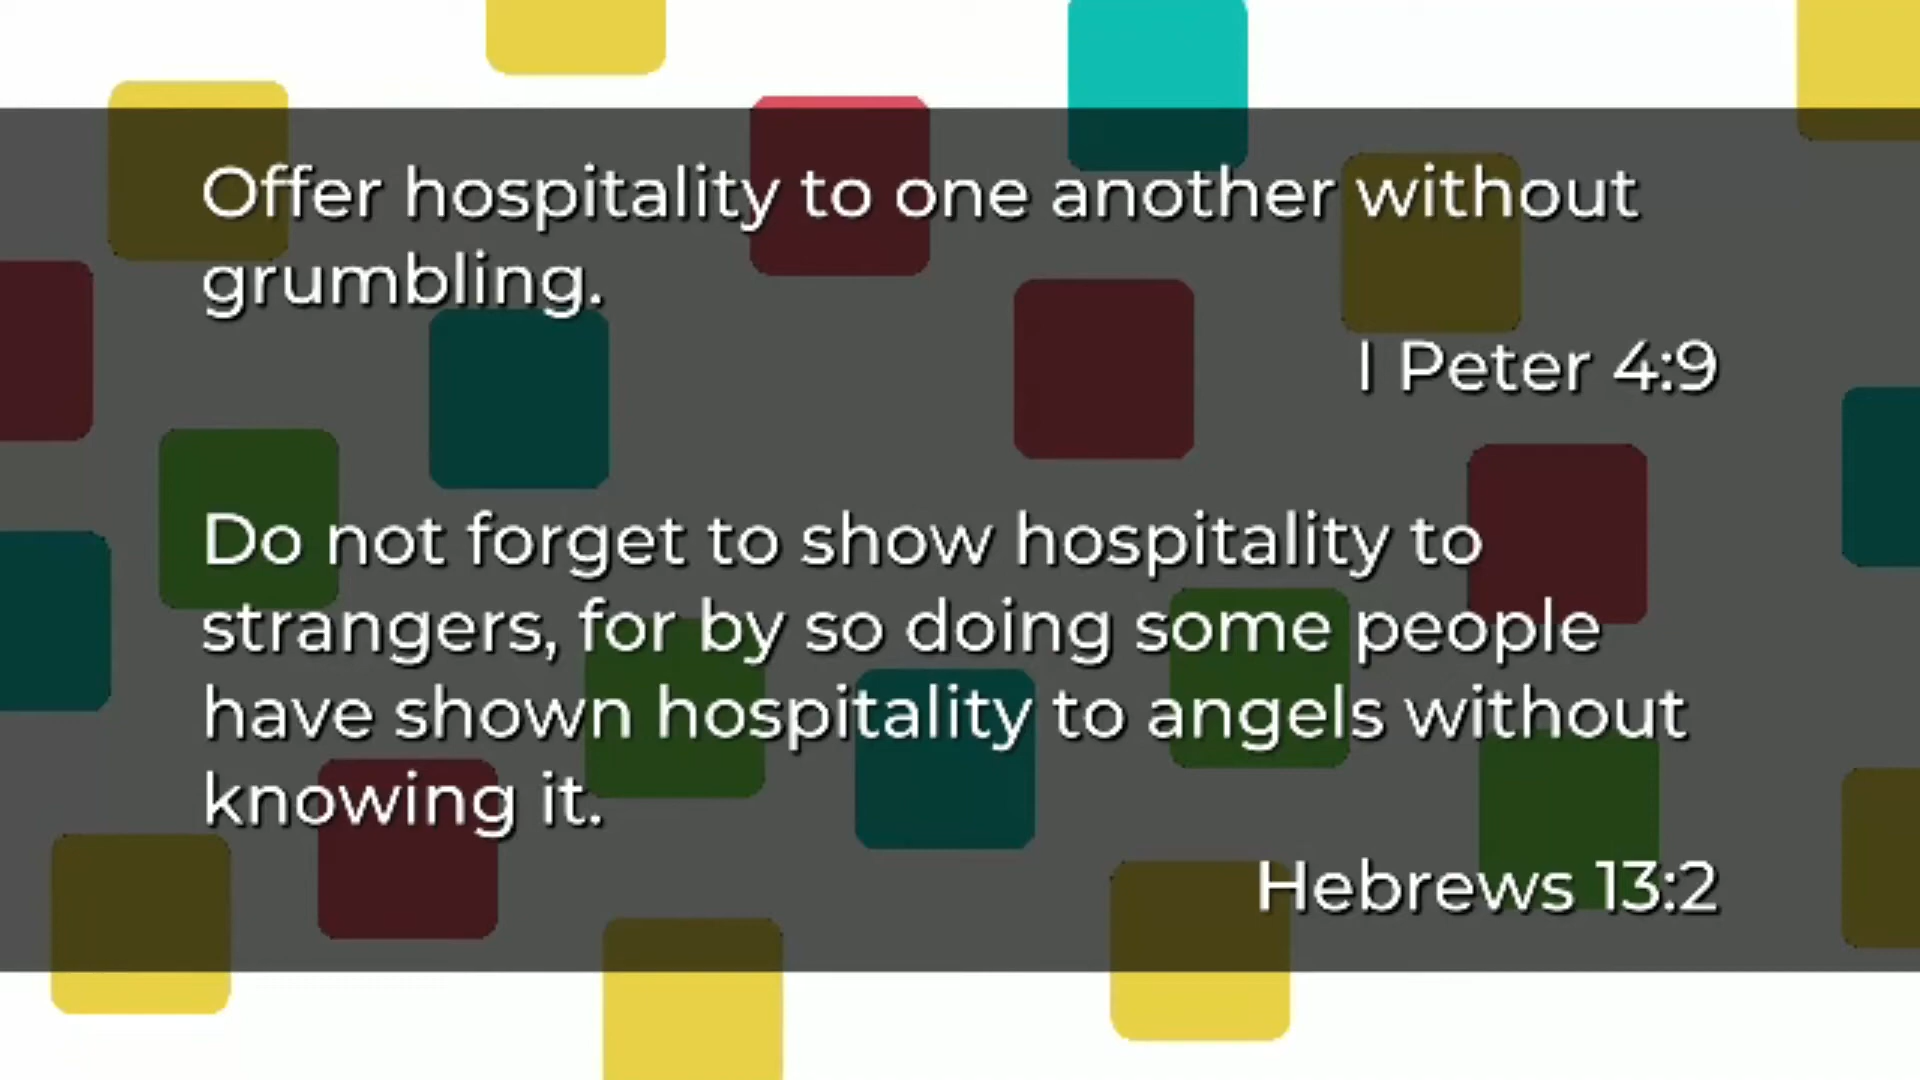 Offer hospitality to one another without
grumbling.
I Peter 4:9
Do not forget to show hospitality to
strangers, for by so doing some people
have shown hospitality to angels without
knowing it.
Hebrews 13:2